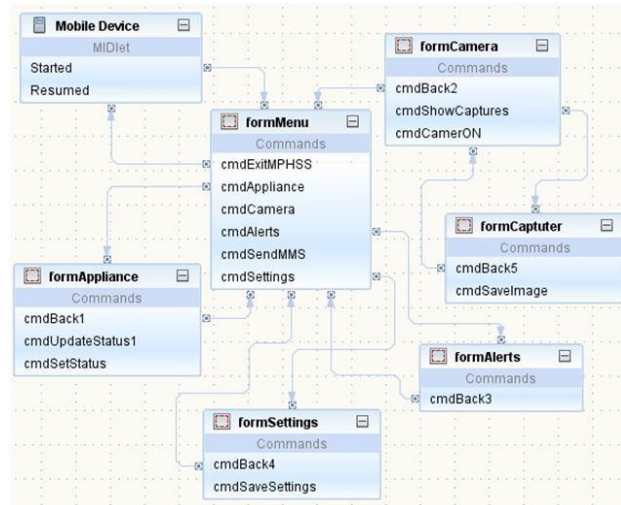 Mobile Device
MIDlet
Started
Resumed
formCamera
Commands
cmdBack2
cmdShowCaptures
cmdCamerON
formMenu
Commands
cmdExitMPHSS
cmdAppliance
cmdCamera
cmdAlerts
cmdSendMMS
cmdSettings
formCaptuter
Commands
cmdBack5
cmdSaveImage
formAppliance
Commands
cmdBack1
cmdUpdateStatus1
cmdSetStatus
formAlerts
Commands
cmdBack3
formSettings
Commands
cmdBack4
cmdSaveSettings